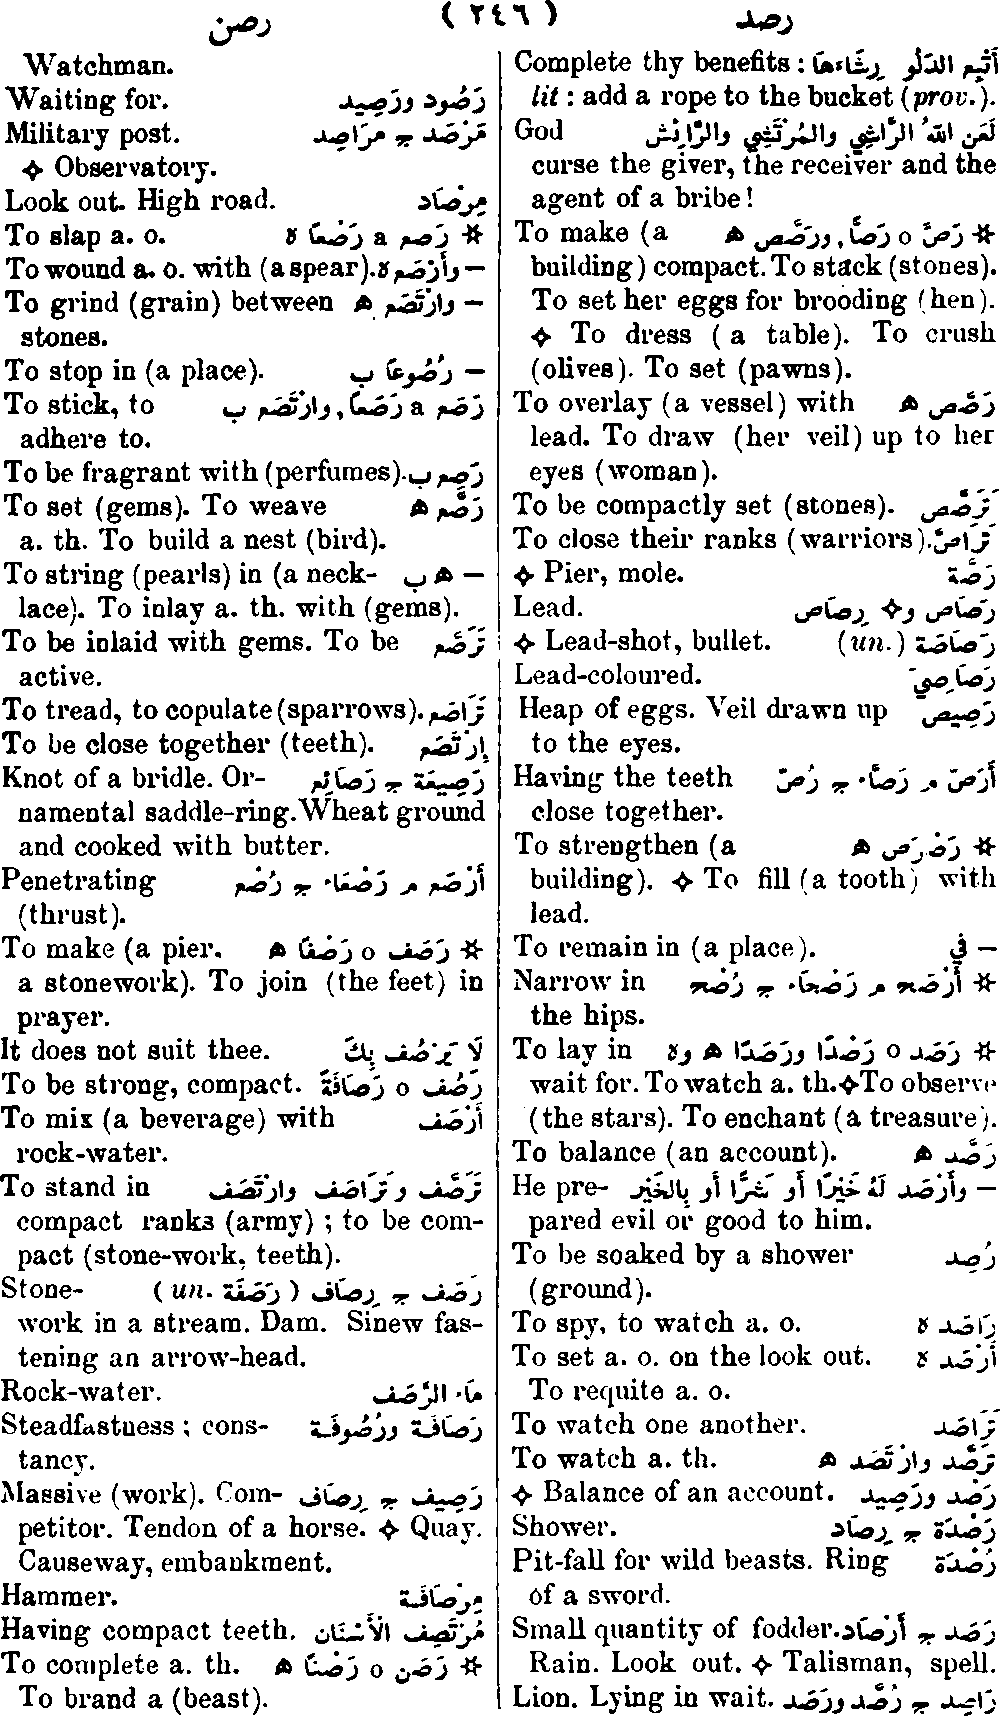 رصد ( ٢٤٦ ) رصن
Complete thy benefits : أَتْبِعِ الدَّلْوَ رِشَاءَهَا
lit : add a rope to the bucket (prov.).
God لَعَنَ اللهُ الرَّاشِي والمُرْتَشِي والرَّائِش
curse the giver, the receiver and the
agent of a bribe!
To make (a ✲ رَصَّ o رَصًّا, ورَصَّص ه
building) compact. To stack (stones).
To set her eggs for brooding (hen).
✧ To dress ( a table). To crush
(olives). To set (pawns).
To overlay (a vessel) with رَصَّص ه
lead. To draw (her veil) up to her
eyes (woman).
To be compactly set (stones). تَرَصَّص
To close their ranks (warriors). تَرَاصَّ
✧ Pier, mole. رَصَّة
Lead. رَصَاص و✧ رِصَاص
✧ Lead-shot, bullet. (un.) رَصَاصَة
Lead-coloured. رَصَاصِيّ
Heap of eggs. Veil drawn up رَصِيص
to the eyes.
Having the teeth أَرَصّ م رَصَّاء ج رُصّ
close together.
To strengthen (a ✲ رَصْرَص ه
building). ✧ To fill (a tooth) with
lead.
To remain in (a place). – في
Narrow in ✲ أَرْصَح م رَصْحَاء ج رُصْح
the hips.
To lay in ✲ رَصَد o رَصْدًا ورَصَدًا ه وه
wait for. To watch a. th. ✧ To observe
(the stars). To enchant (a treasure).
To balance (an account). رَصَّد ه
He pre- – وأَرْصَد لَهُ خَيْرًا أَو شَرًّا أَو بِالخَيْرِ
pared evil or good to him.
To be soaked by a shower رُصِد
(ground).
To spy, to watch a. o. رَاصَد ه
To set a. o. on the look out. أَرْصَد ه
To requite a. o.
To watch one another. تَرَاصَد
To watch a. th. تَرَصَّد وارْتَصَد ه
✧ Balance of an account. رَصْد ورَصِيد
Shower. رَصْدَة ج رِصَاد
Pit-fall for wild beasts. Ring رُصْدَة
of a sword.
Small quantity of fodder. رَصَد ج أَرْصَاد
Rain. Look out. ✧ Talisman, spell.
Lion. Lying in wait. رَاصِد ج رُصَّد ورَصَد
Watchman.
Waiting for. رَصُود ورَصِيد
Military post. مَرْصَد ج مَرَاصِد
✧ Observatory.
Look out. High road. مِرْصَاد
To slap a. o. ✲ رَصَع a رَصْعًا ه
To wound a. o. with (a spear). – وأَرْصَع ه
To grind (grain) between – وارْتَصَع ه
stones.
To stop in (a place). – رُصُوعًا ب
To stick, to رَصِع a رَصَعًا, وارْتَصَع ب
adhere to.
To be fragrant with (perfumes). رَصِع ب
To set (gems). To weave رَصَّع ه
a. th. To build a nest (bird).
To string (pearls) in (a neck- – ه ب
lace). To inlay a. th. with (gems).
To be inlaid with gems. To be تَرَصَّع
active.
To tread, to copulate (sparrows). تَرَاصَع
To be close together (teeth). إِرْتَصَع
Knot of a bridle. Or- رَصِيعَة ج رَصَائِع
namental saddle-ring. Wheat ground
and cooked with butter.
Penetrating أَرْصَع م رَصْعَاء ج رُصْع
(thrust).
To make (a pier. ✲ رَصَف o رَصْفًا ه
a stonework). To join (the feet) in
prayer.
It does not suit thee. لَا يَرْصُف بِكَ
To be strong, compact. رَصُف o رَصَافَةً
To mix (a beverage) with أَرْصَف
rock-water.
To stand in تَرَصَّف وتَرَاصَف وارْتَصَف
compact ranks (army) ; to be com-
pact (stone-work, teeth).
Stone- رَصَف ج رِصَاف ( رَصَفَة .un )
work in a stream. Dam. Sinew fas-
tening an arrow-head.
Rock-water. مَاء الرَّصَف
Steadfastness ; cons- رَصَافَة ورُصُوفَة
tancy.
Massive (work). Com- رَصِيف ج رِصَاف
petitor. Tendon of a horse. ✧ Quay.
Causeway, embankment.
Hammer. مِرْصَافَة
Having compact teeth. مُرْتَصِف الأَسْنَان
To complete a. th. ✲ رَصَن o رَصْنًا ه
To brand a (beast).